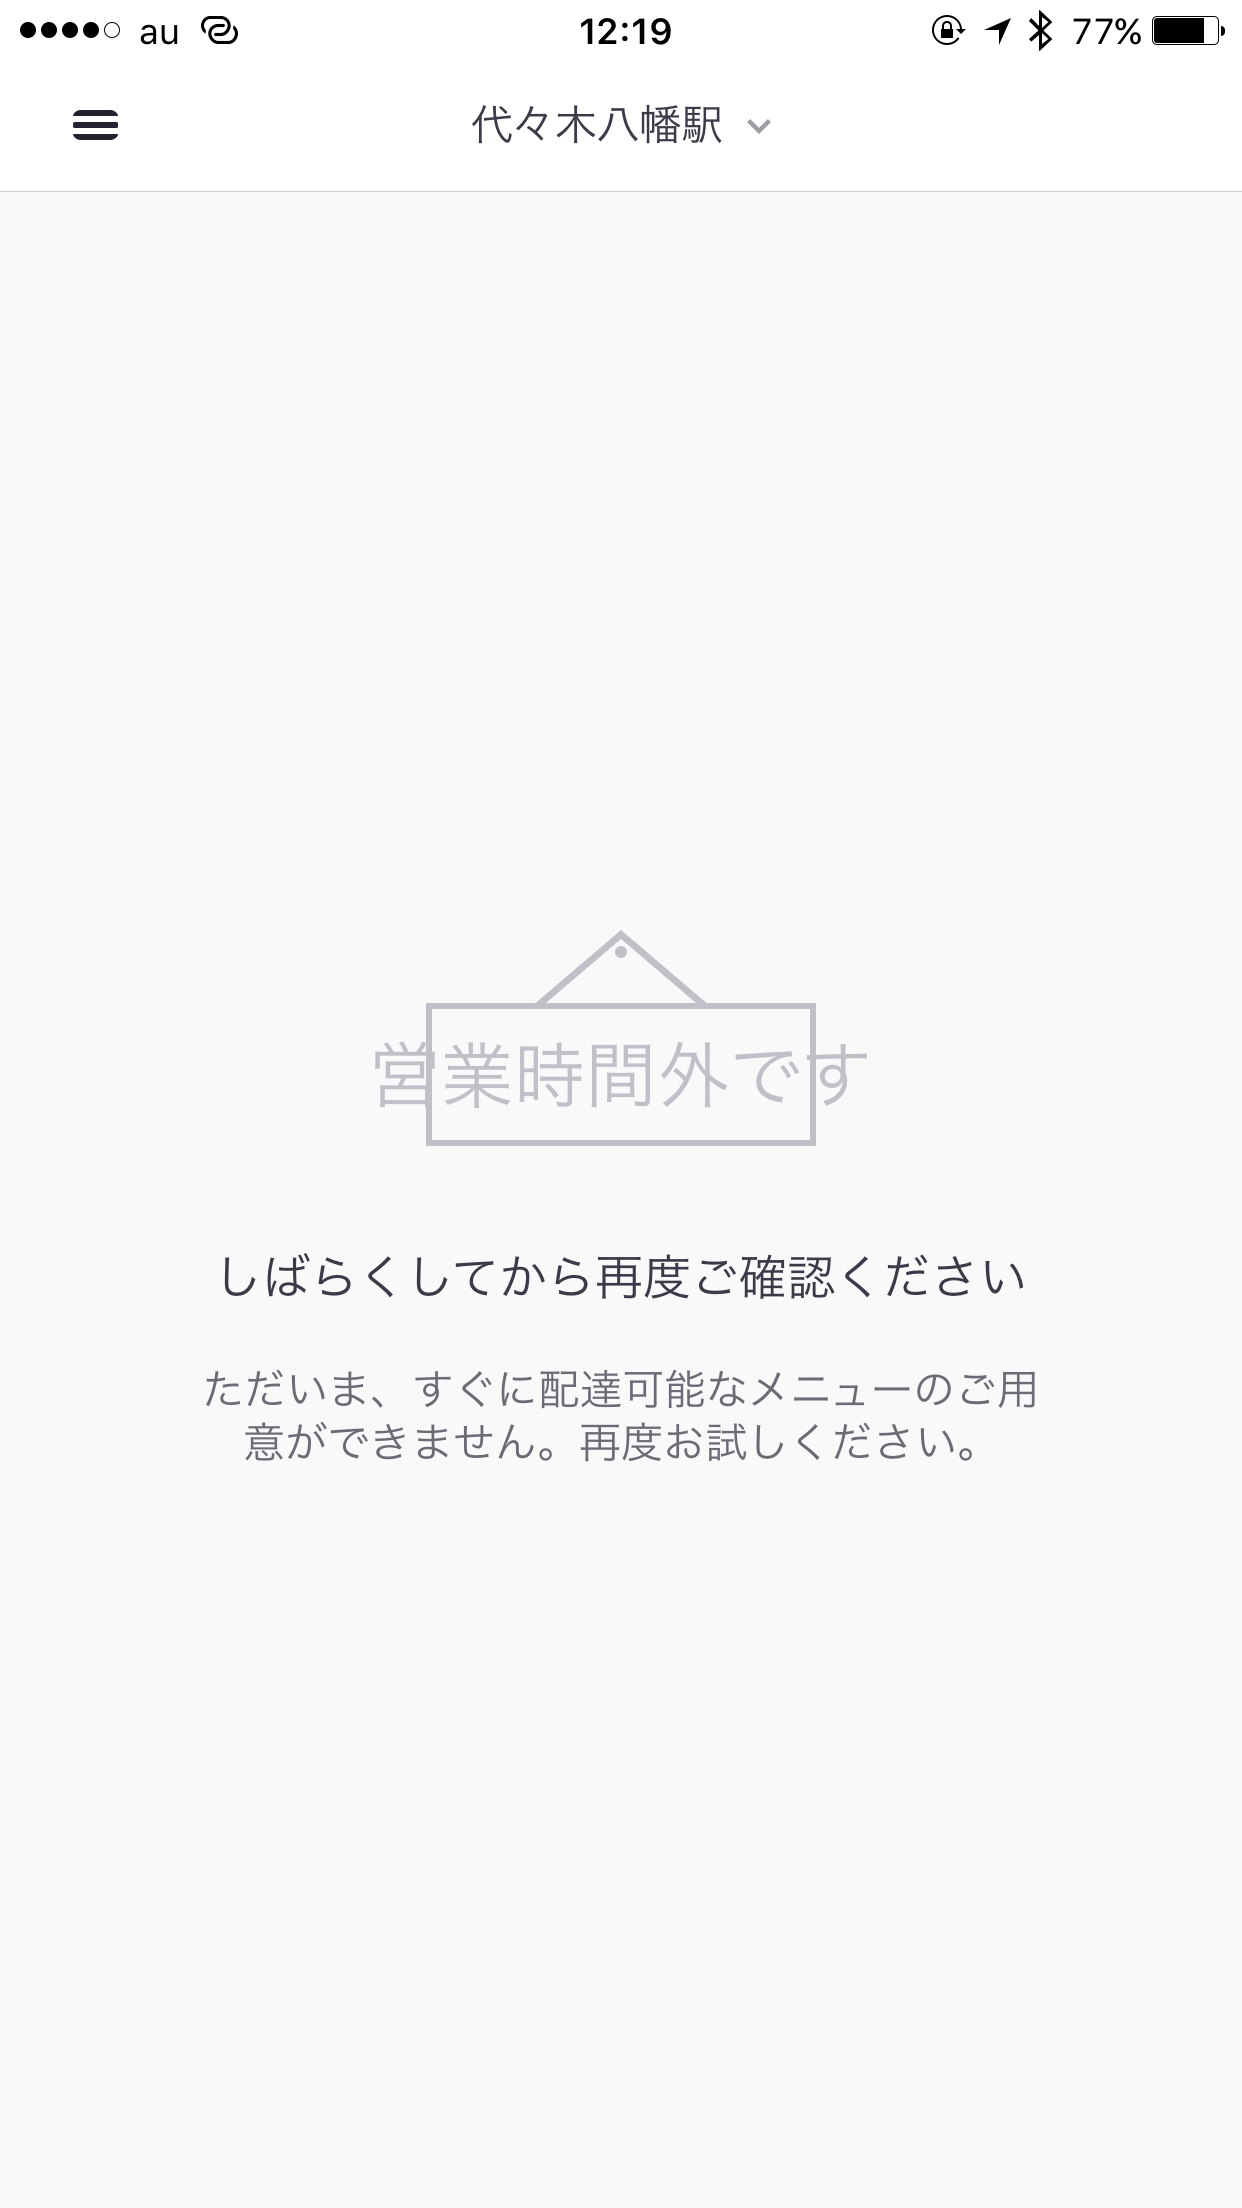 au 12:19 77%
代々木八幡駅
営業時間外です
しばらくしてから再度ご確認ください
ただいま、すぐに配達可能なメニューのご用
意ができません。再度お試しください。